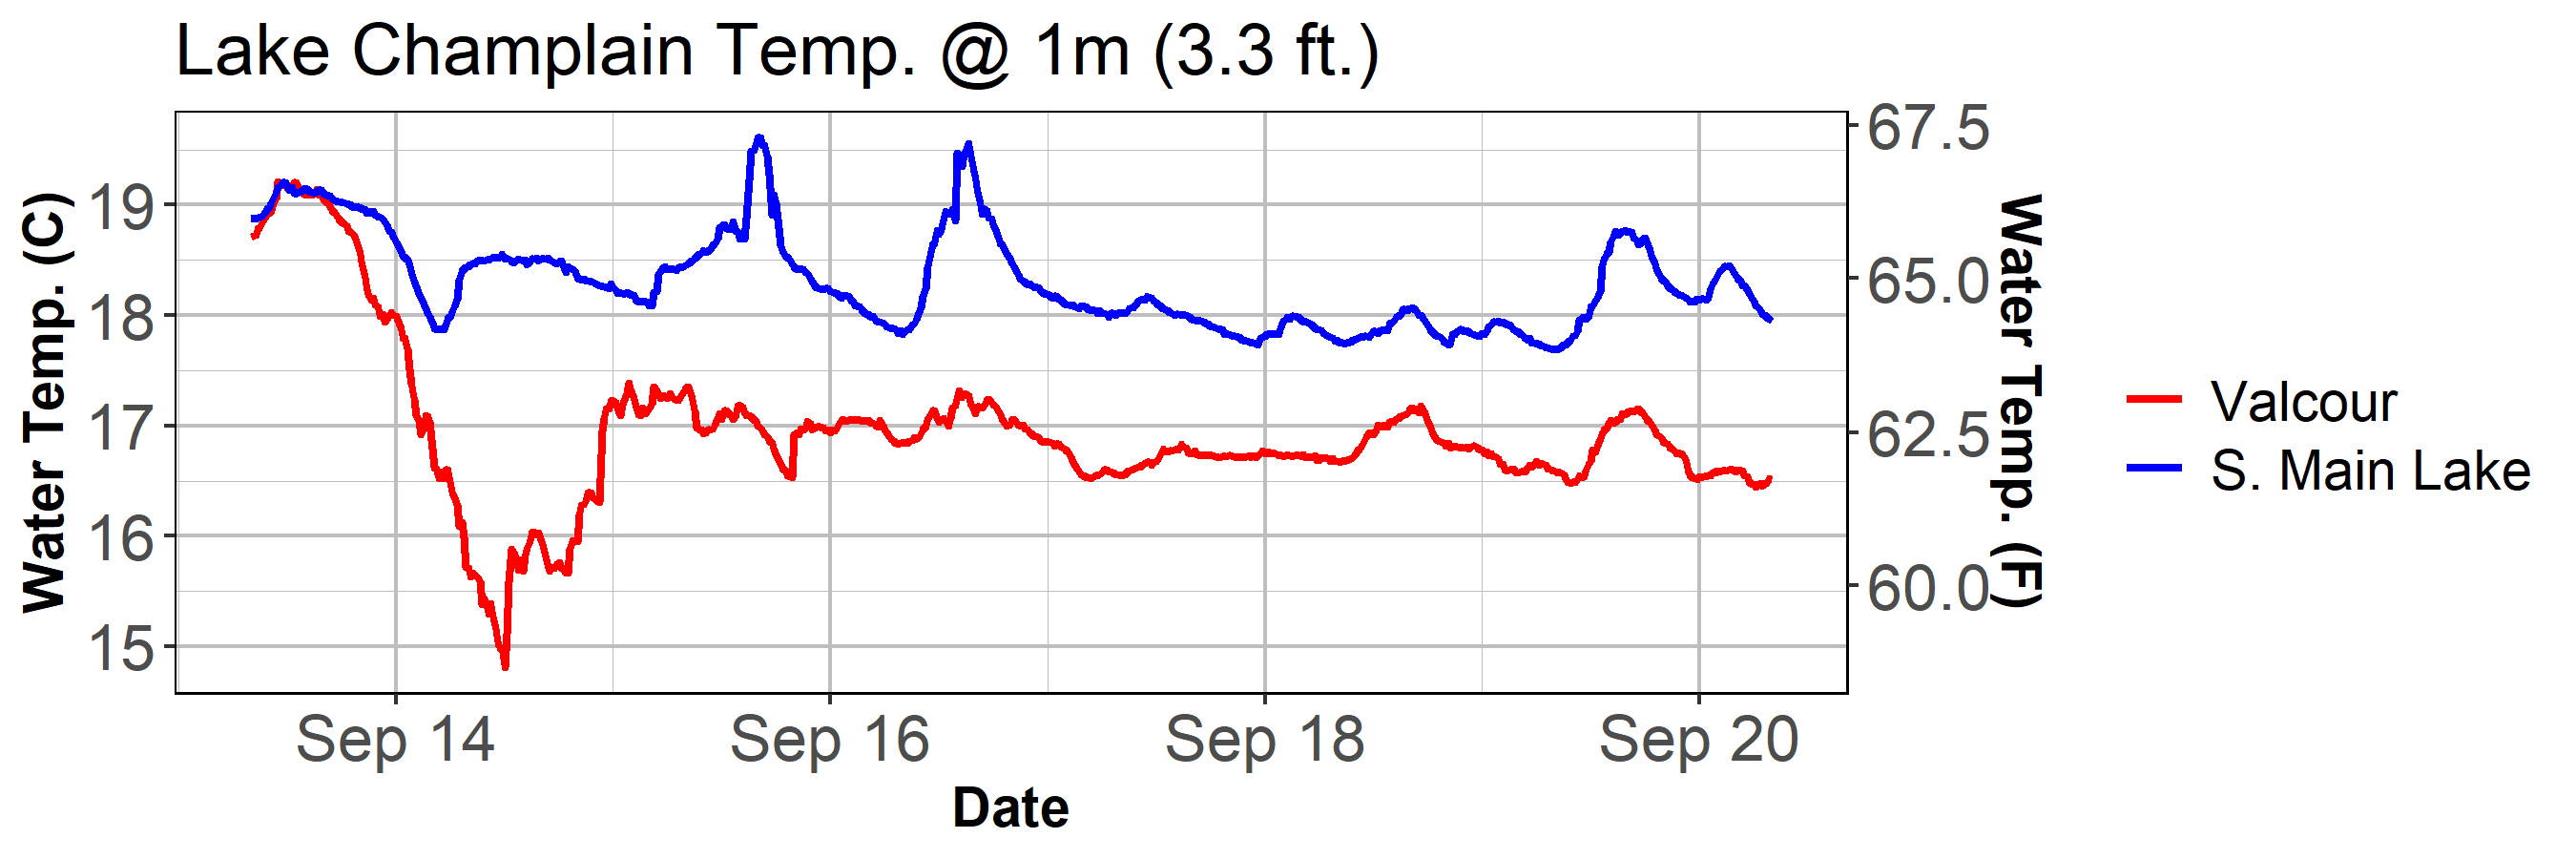 Lake Champlain Temp. @ 1m (3.3 ft.)
Water Temp. (C)
19
18
17
16
15
67.5
65.0
62.5
60.0
Water Temp. (F)
Sep 14
Sep 16
Sep 18
Sep 20
Date
Valcour
S. Main Lake